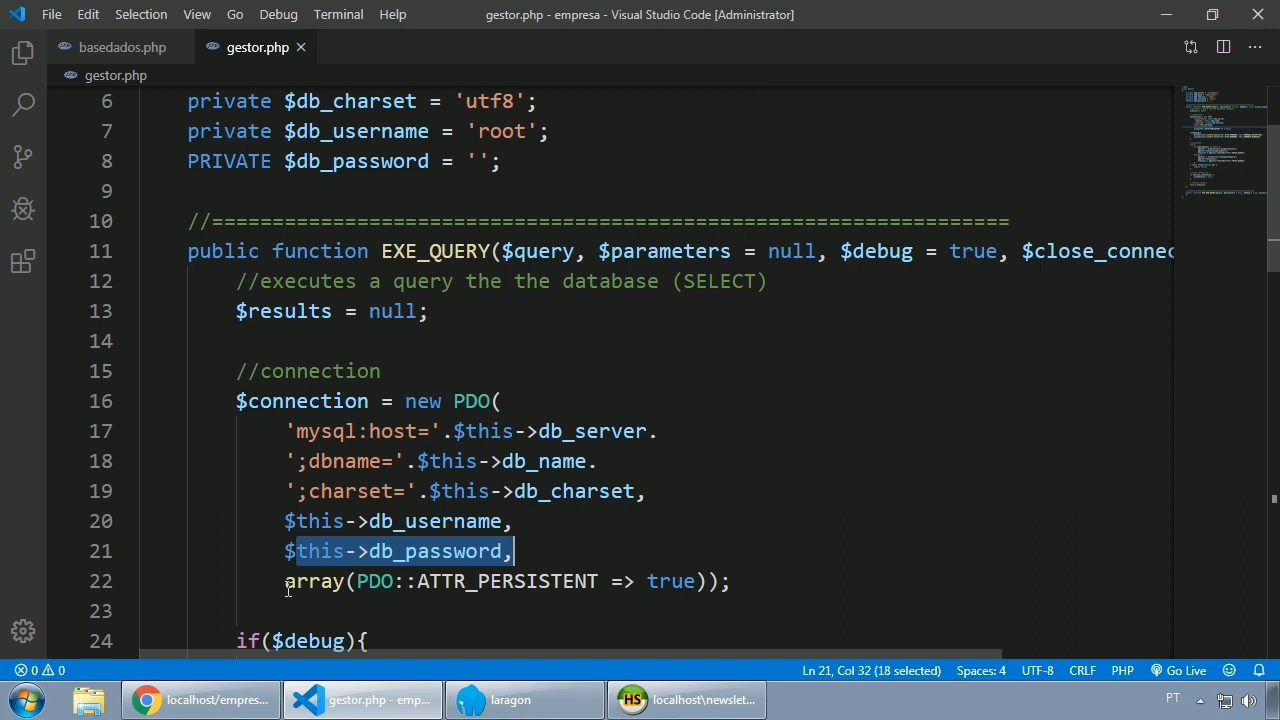 File Edit Selection View Go Debug Terminal Help gestor.php - empresa - Visual Studio Code [Administrator]
basedados.php gestor.php
gestor.php
6 private $db_charset = 'utf8';
7 private $db_username = 'root';
8 PRIVATE $db_password = '';
9
10 //==================================================================
11 public function EXE_QUERY($query, $parameters = null, $debug = true, $close_connec
12 //executes a query the the database (SELECT)
13 $results = null;
14
15 //connection
16 $connection = new PDO(
17 'mysql:host='.$this->db_server.
18 ';dbname='.$this->db_name.
19 ';charset='.$this->db_charset,
20 $this->db_username,
21 $this->db_password,
22 array(PDO::ATTR_PERSISTENT => true));
23
24 if($debug){
0 0 Ln 21, Col 32 (18 selected) Spaces: 4 UTF-8 CRLF PHP Go Live
localhost/empres... gestor.php - emp... laragon HS localhost\newslet... PT